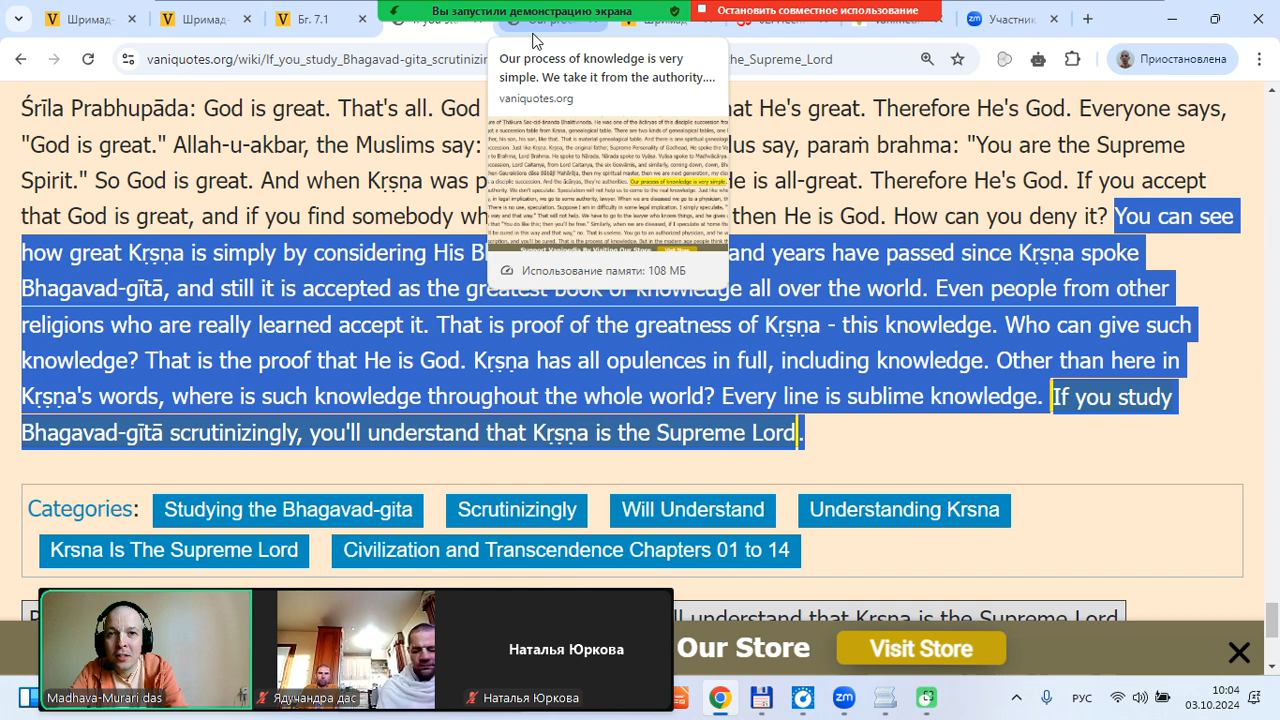 Вы запустили демонстрацию экрана
Остановить совместное использование
Шримад-
Шримад-
Бг. 7.1
Участник
vaniquotes.org/wiki/If_you_study_Bhagavad-gita_scrutinizin
he_Supreme_Lord
Приостановлена
Our process of knowledge is very
simple. We take it from the authority....
vaniquotes.org
Использование памяти: 108 МБ
Śrīla Prabhupāda: God is great. That's all. God
at He's great. Therefore He's God. Everyone says,
"God is great." Allah-u-akbar, the Muslims say:
us say, paraṁ brahma: "You are the Supreme
Spirit." So God is great. And when Kṛṣṇa was p
He is all-great. Therefore He's God. If you accept
that God is great, and if you find somebody wh
then He is God. How can you deny it? You can see
how great Kṛṣṇa is simply by considering His B
and years have passed since Kṛṣṇa spoke
Bhagavad-gītā, and still it is accepted as the greatest book of knowledge all over the world. Even people from other
religions who are really learned accept it. That is proof of the greatness of Kṛṣṇa - this knowledge. Who can give such
knowledge? That is the proof that He is God. Kṛṣṇa has all opulences in full, including knowledge. Other than here in
Kṛṣṇa's words, where is such knowledge throughout the whole world? Every line is sublime knowledge. If you study
Bhagavad-gītā scrutinizingly, you'll understand that Kṛṣṇa is the Supreme Lord.
Categories: Studying the Bhagavad-gita Scrutinizingly Will Understand Understanding Krsna
Krsna Is The Supreme Lord Civilization and Transcendence Chapters 01 to 14
ll understand that Krsna is the Supreme Lord
Our Store Visit Store
Наталья Юркова
Madhava-Murari das
Ядучандра дас
Наталья Юркова
РУС
10:04
03.10.2024